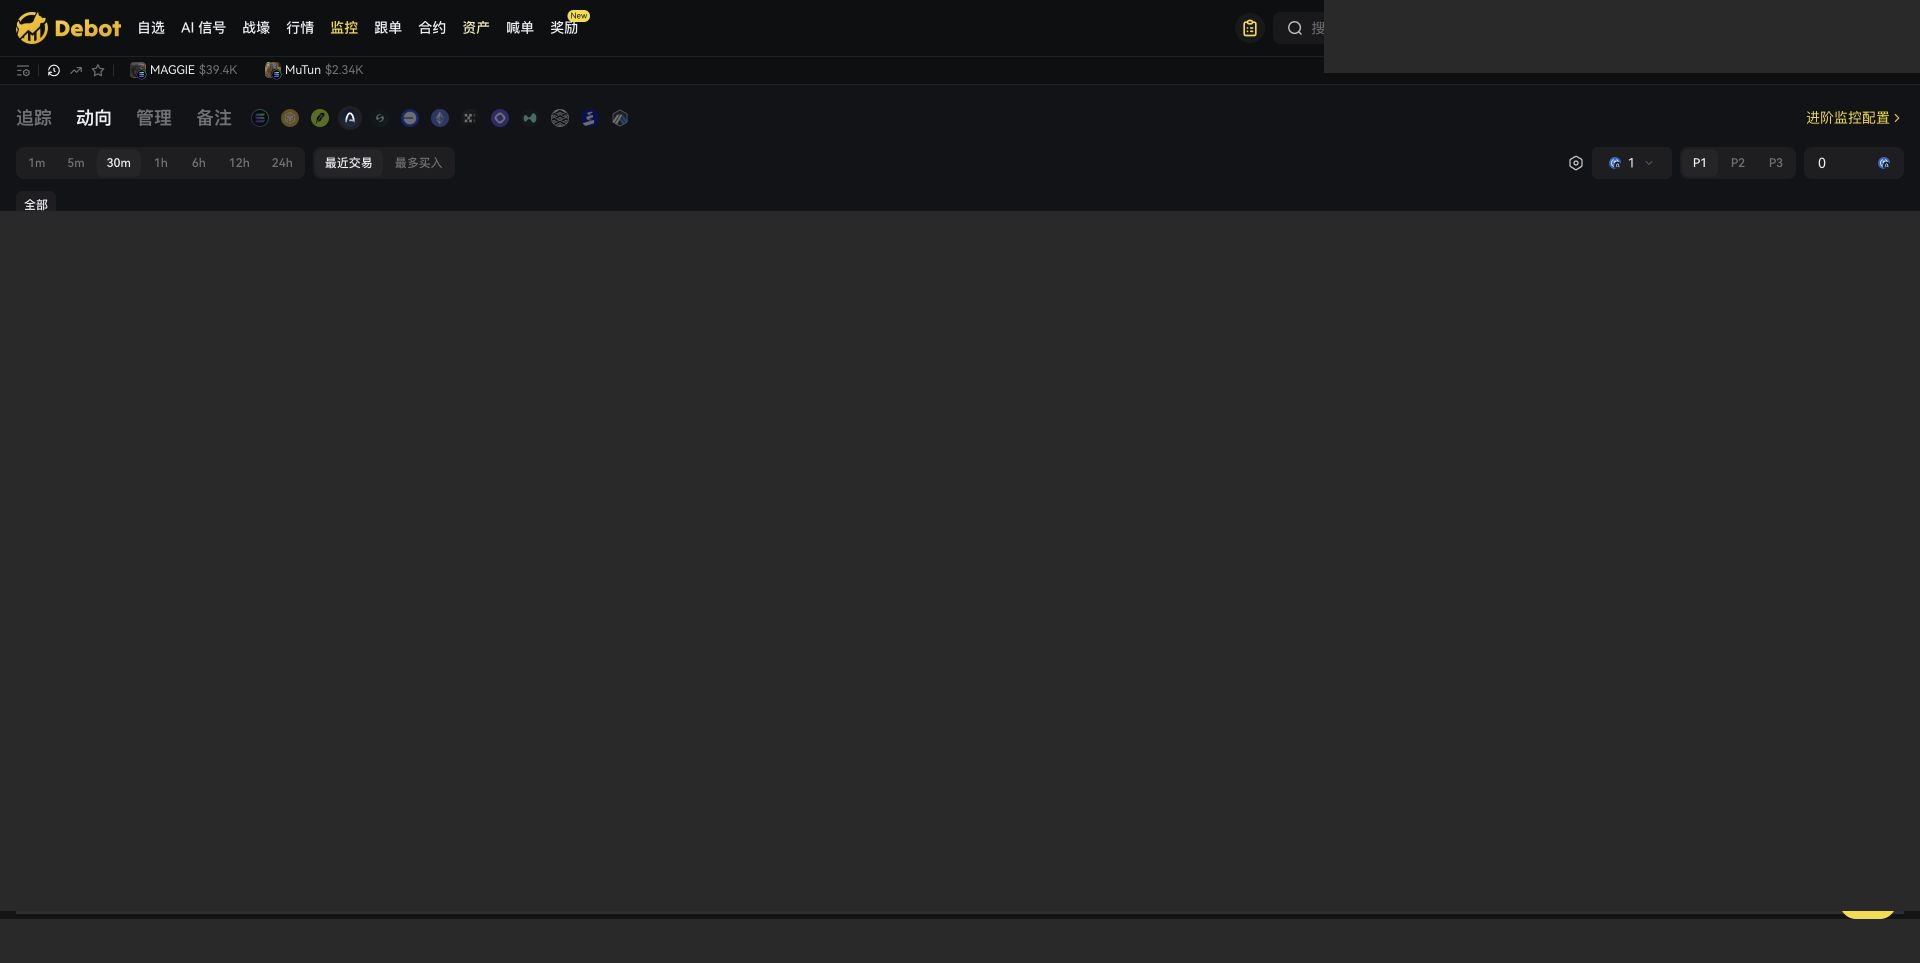 Debot 自选 AI 信号 战壕 行情 监控 跟单 合约 资产 喊单 奖励 New 搜
MAGGIE $39.4K MuTun $2.34K
追踪 动向 管理 备注 进阶监控配置
1m 5m 30m 1h 6h 12h 24h 最近交易 最多买入 1 P1 P2 P3 0
全部